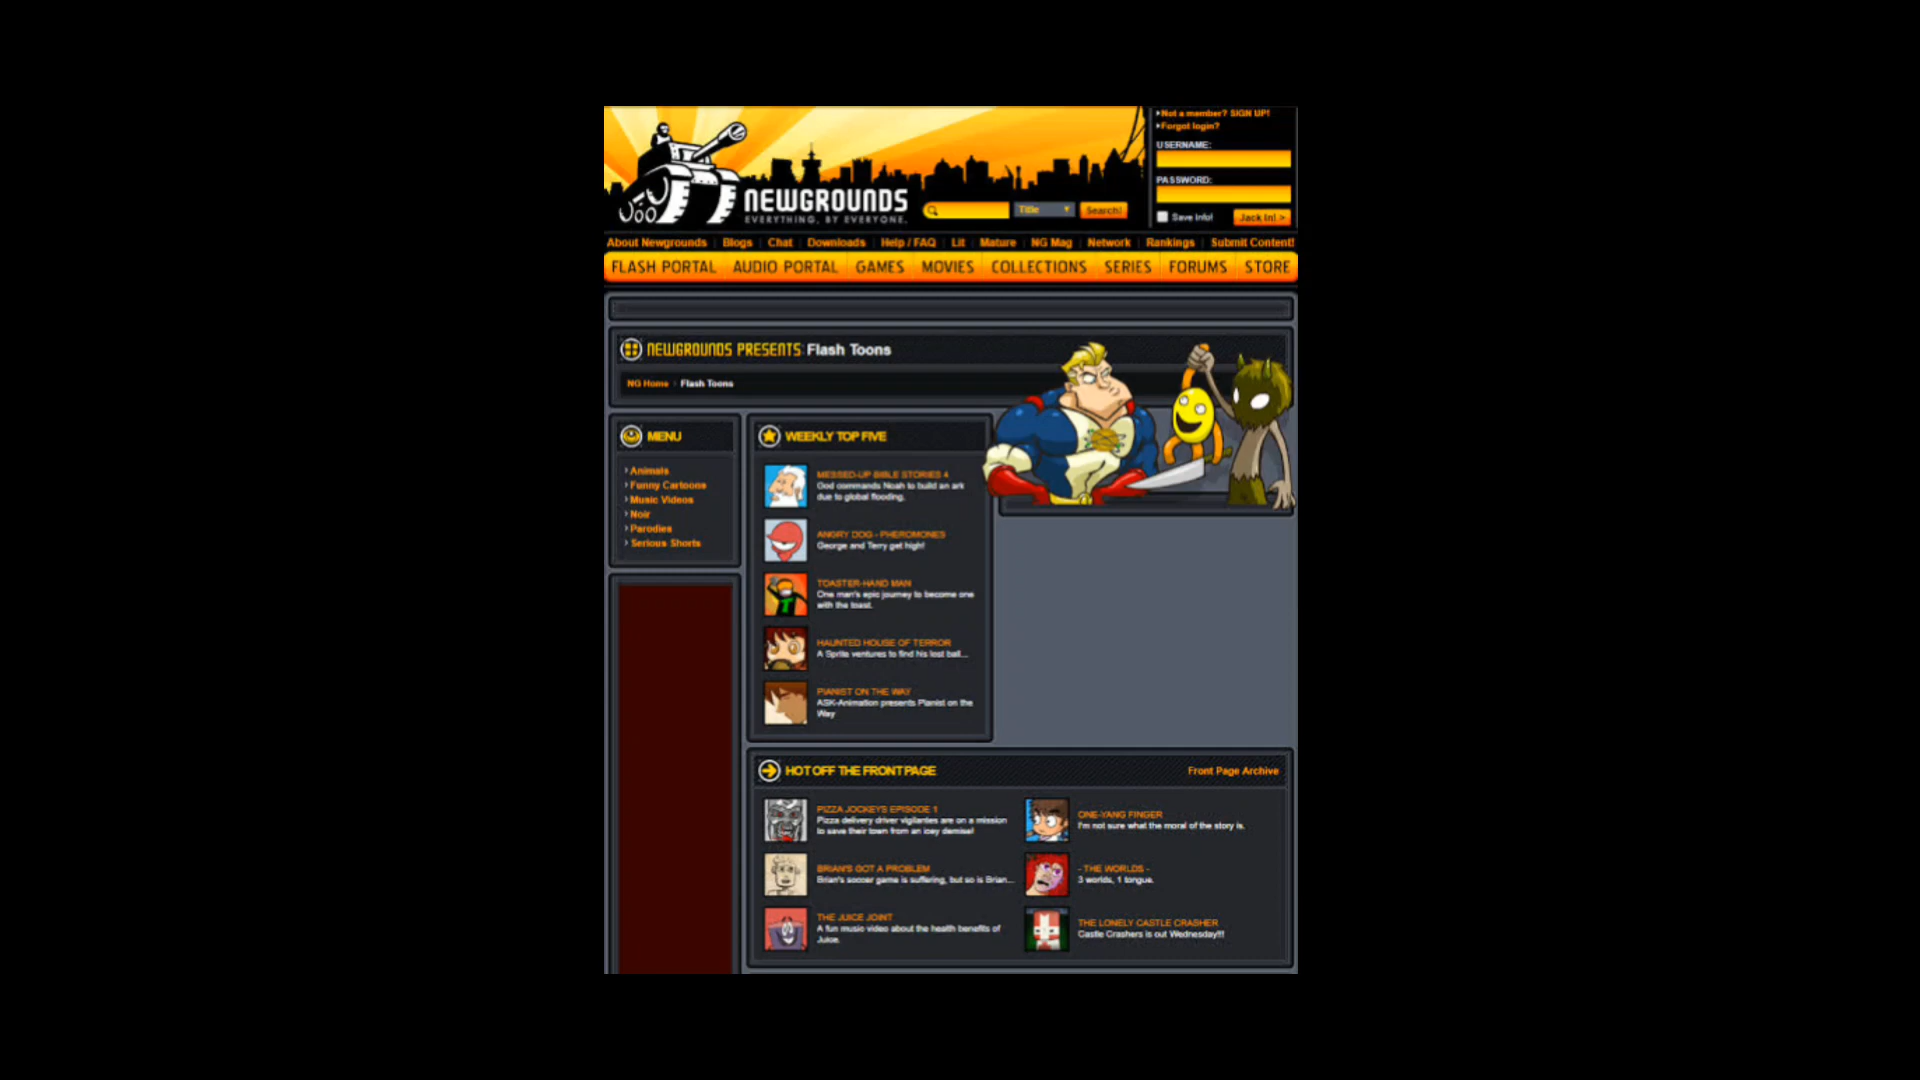 Not a member? SIGN UP!
Forgot login?
USERNAME:
PASSWORD:
Save Info!
Jack In! >
NEWGROUNDS
EVERYTHING, BY EVERYONE.
Title
Search!
About Newgrounds Blogs Chat Downloads Help / FAQ Lit Mature NG Mag Network Rankings Submit Content!
FLASH PORTAL AUDIO PORTAL GAMES MOVIES COLLECTIONS SERIES FORUMS STORE
NEWGROUNDS PRESENTS: Flash Toons
NG Home › Flash Toons
MENU
Animals
Funny Cartoons
Music Videos
Noir
Parodies
Serious Shorts
WEEKLY TOP FIVE
MESSED-UP BIBLE STORIES 4
God commands Noah to build an ark
due to global flooding.
ANGRY DOG - PHEROMONES
George and Terry get high!
TOASTER-HAND MAN
One man's epic journey to become one
with the toast.
HAUNTED HOUSE OF TERROR
A Sprite ventures to find his lost ball...
PIANIST ON THE WAY
ASK-Animation presents Pianist on the
Way
HOT OFF THE FRONT PAGE
Front Page Archive
PIZZA JOCKEYS EPISODE 1
Pizza delivery driver vigilantes are on a mission
to save their town from an icey demise!
ONE-YANG FINGER
I'm not sure what the moral of the story is.
BRIAN'S GOT A PROBLEM
Brian's soccer game is suffering, but so is Brian...
- THE WORLDS -
3 worlds, 1 tongue.
THE JUICE JOINT
A fun music video about the health benefits of
Juice.
THE LONELY CASTLE CRASHER
Castle Crashers is out Wednesday!!!